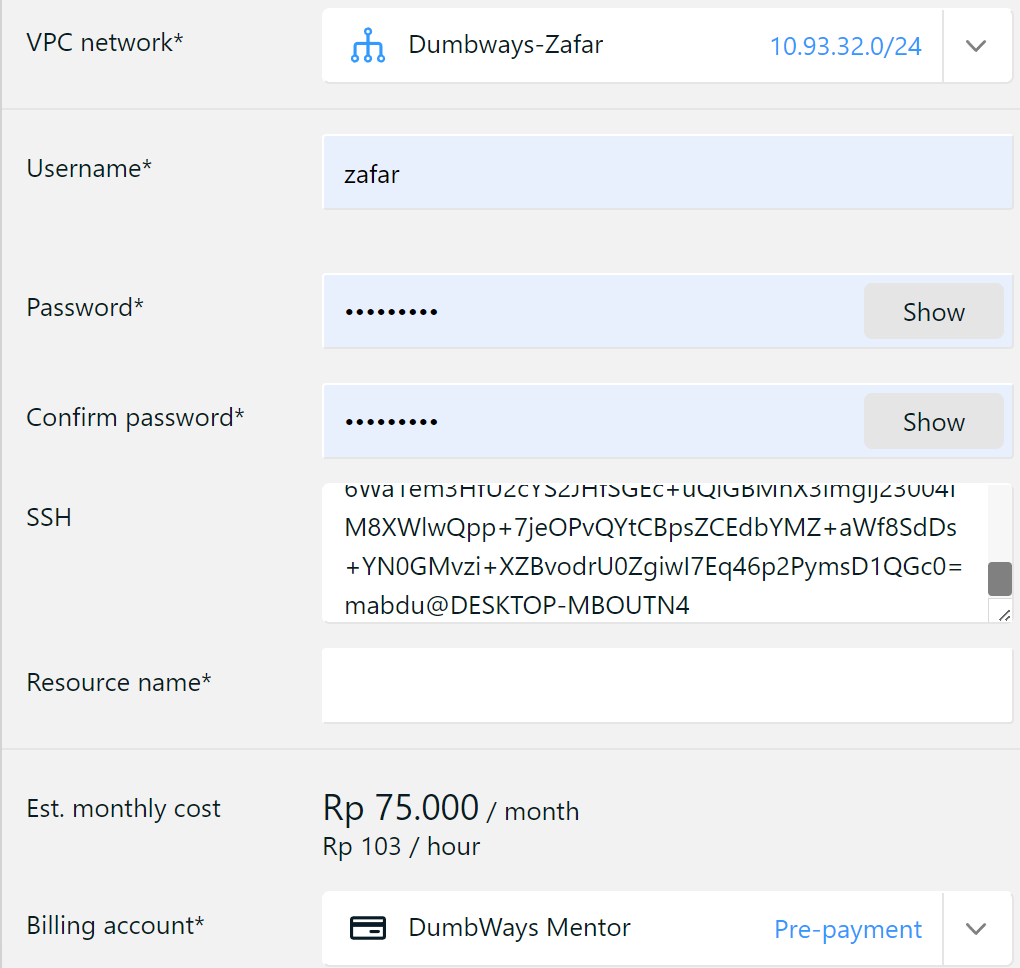 VPC network*
Dumbways-Zafar
10.93.32.0/24
Username*
zafar
Password*
•••••••••
Show
Confirm password*
•••••••••
Show
SSH
M8XWlwQpp+7jeOPvQYtCBpsZCEdbYMZ+aWf8SdDs
+YN0GMvzi+XZBvodrU0ZgiwI7Eq46p2PymsD1QGc0=
mabdu@DESKTOP-MBOUTN4
Resource name*
Est. monthly cost
Rp 75.000 / month
Rp 103 / hour
Billing account*
DumbWays Mentor
Pre-payment